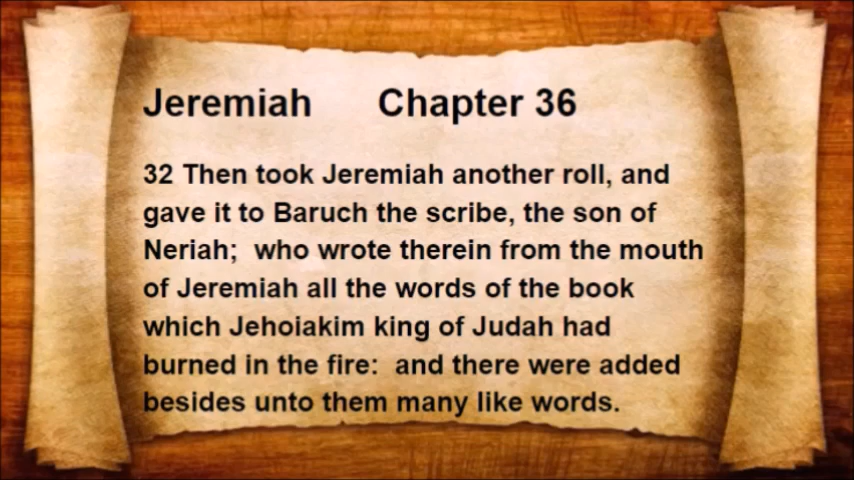 Jeremiah Chapter 36
32 Then took Jeremiah another roll, and
gave it to Baruch the scribe, the son of
Neriah; who wrote therein from the mouth
of Jeremiah all the words of the book
which Jehoiakim king of Judah had
burned in the fire: and there were added
besides unto them many like words.